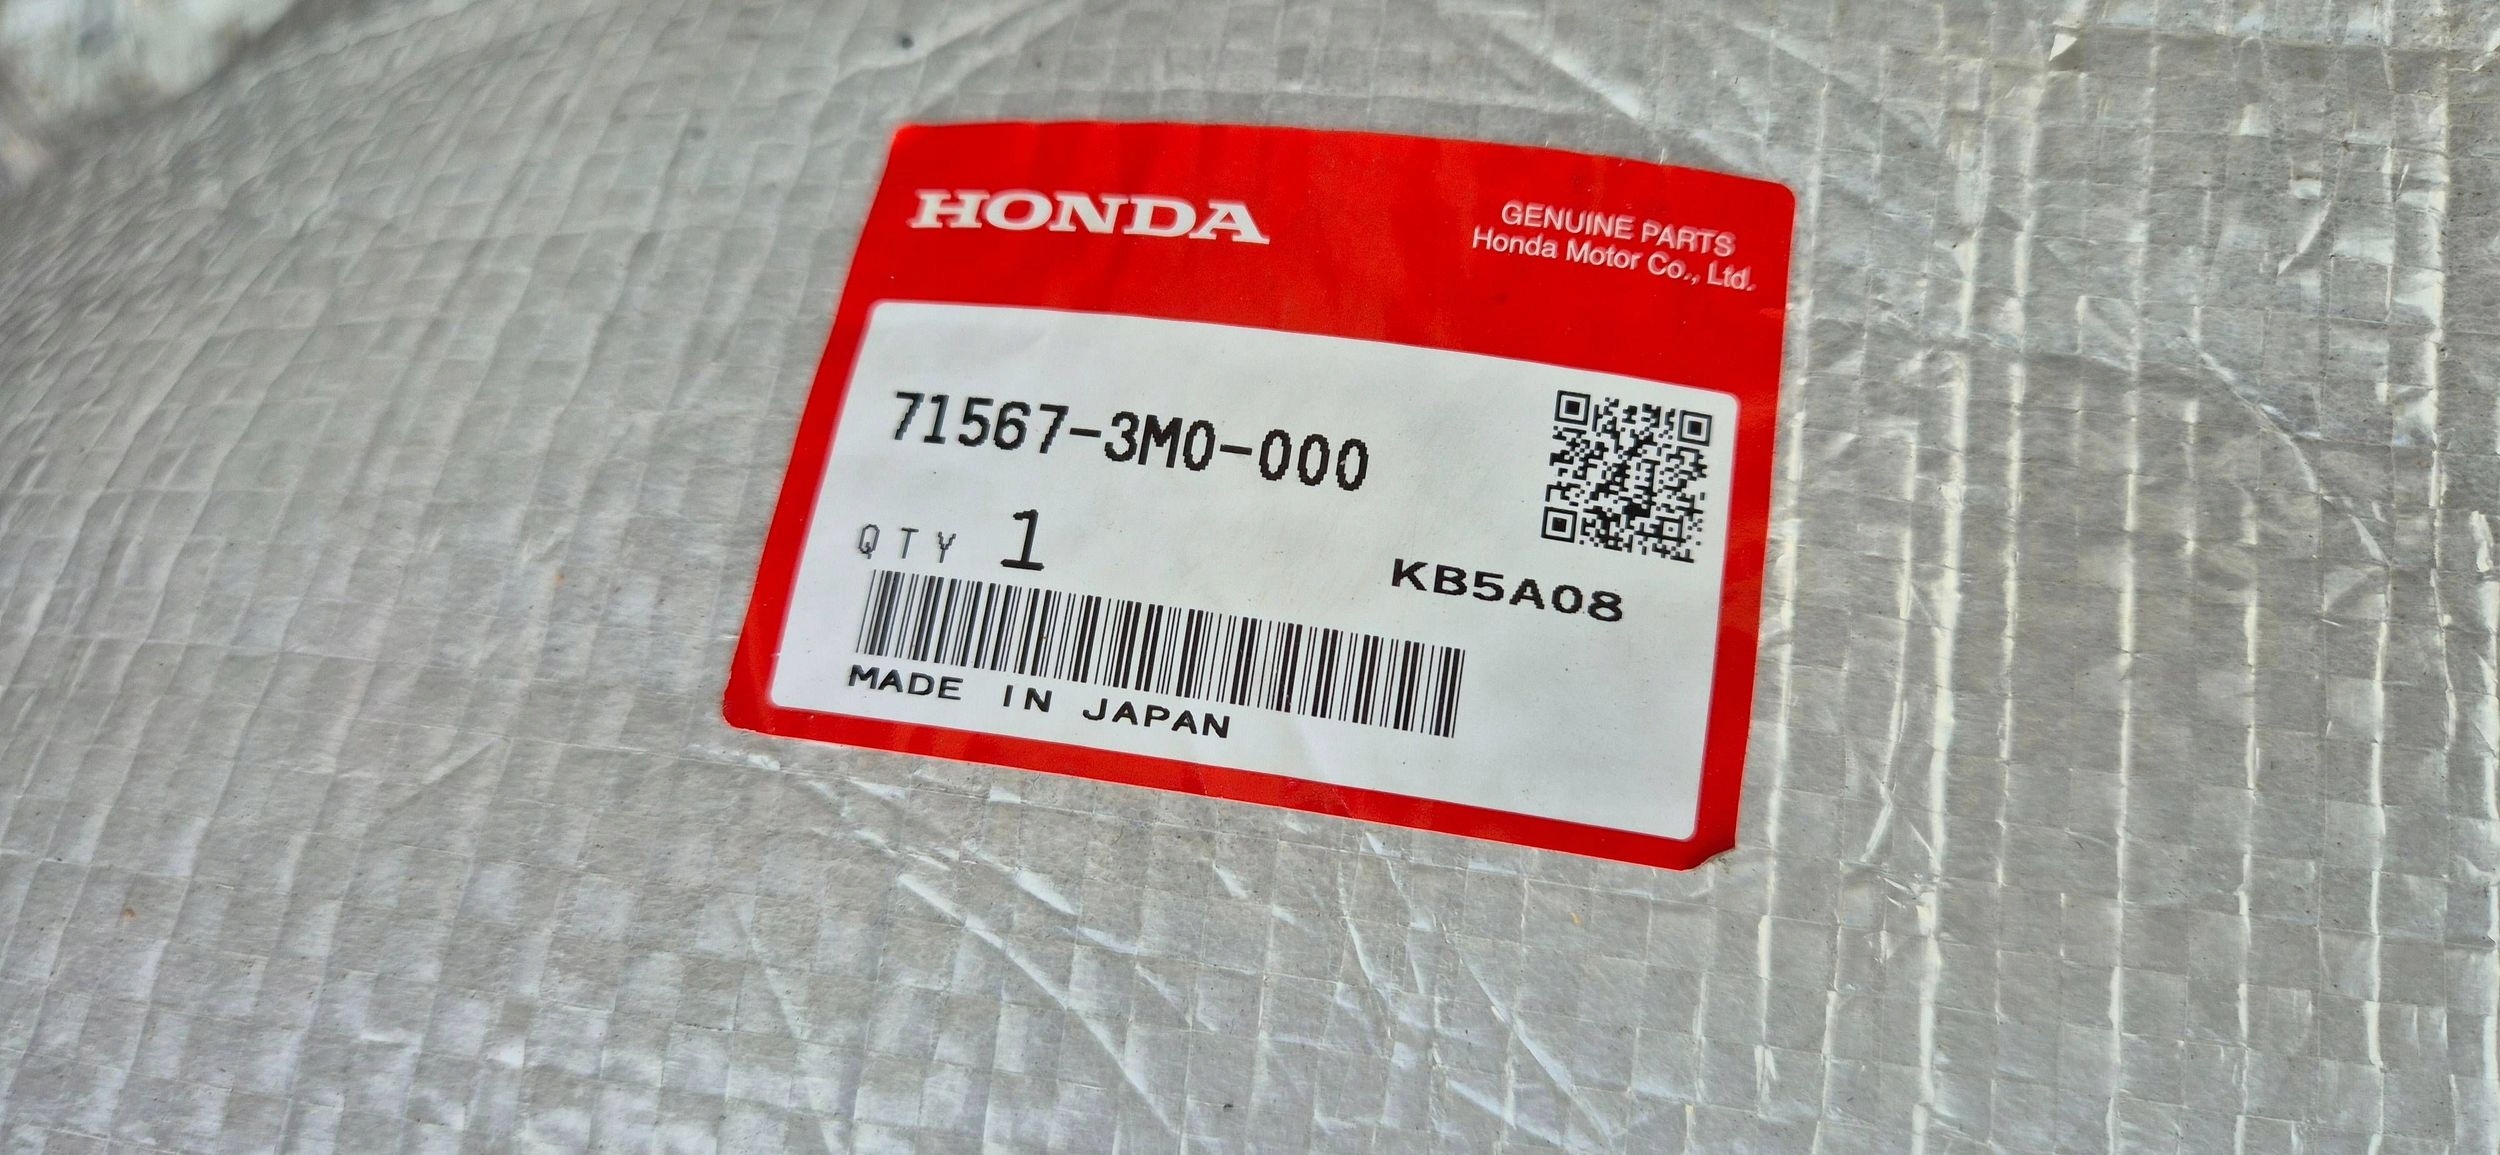 HONDA
GENUINE PARTS
Honda Motor Co., Ltd.
71567-3M0-000
QTY 1
KB5A08
MADE IN JAPAN